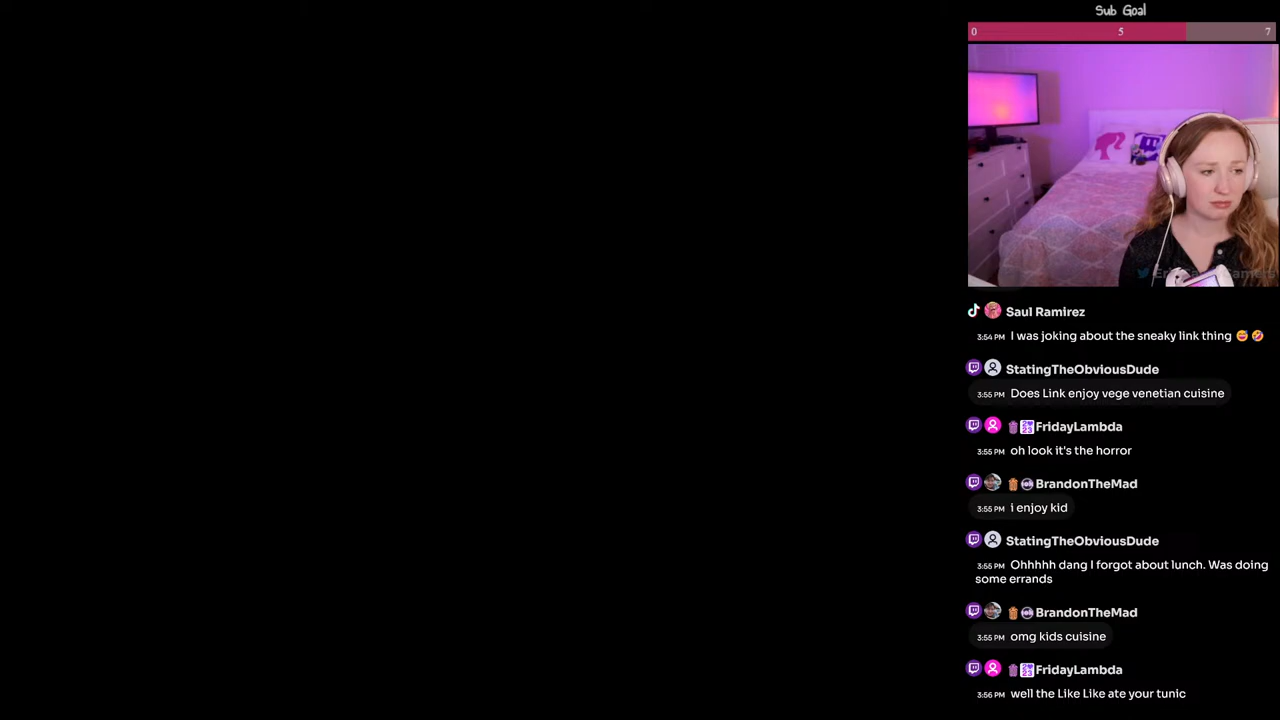 Sub Goal
0 5 7
Saul Ramirez
3:54 PM I was joking about the sneaky link thing 😅 🤣
StatingTheObviousDude
3:55 PM Does Link enjoy vege venetian cuisine
FridayLambda
3:55 PM oh look it's the horror
BrandonTheMad
3:55 PM i enjoy kid
StatingTheObviousDude
3:55 PM Ohhhhh dang I forgot about lunch. Was doing
some errands
BrandonTheMad
3:55 PM omg kids cuisine
FridayLambda
3:56 PM well the Like Like ate your tunic